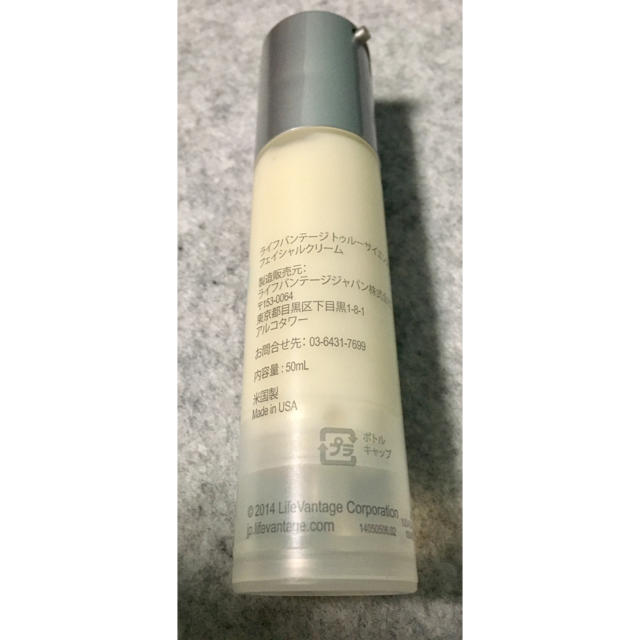 ライフバンテージ トゥルーサイエン
フェイシャルクリーム
製造販売元:
ライフバンテージジャパン株式会
〒153-0064
東京都目黒区下目黒1-8-1
アルコタワー
お問合せ先: 03-6431-7699
内容量 : 50mL
米国製
Made in USA
プラ
ボトル
キャップ
© 2014 LifeVantage Corporation
jp.lifevantage.com
14050506.02